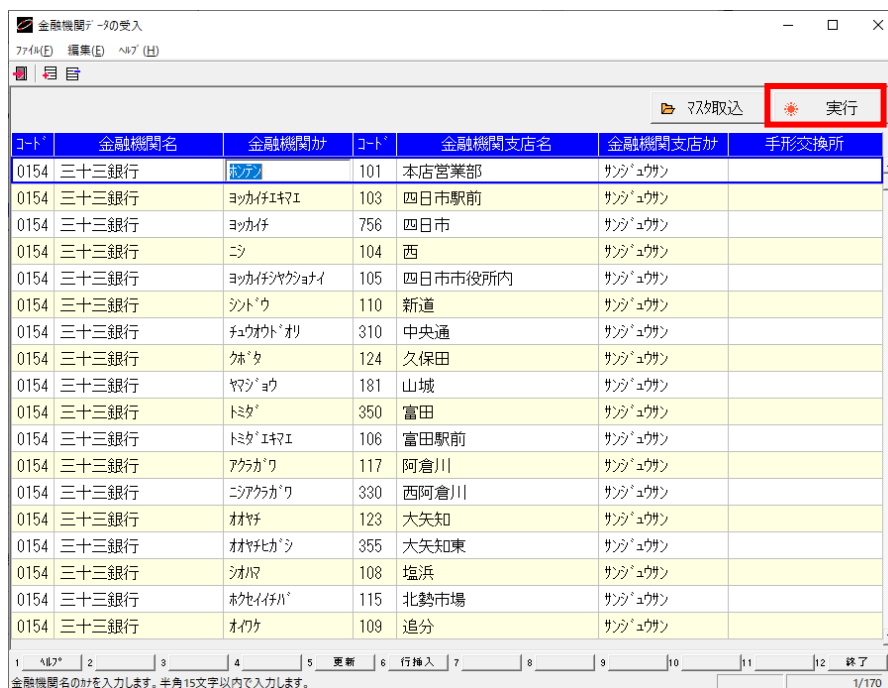 金融機関ﾃﾞｰﾀの受入
ﾌｧｲﾙ(F) 編集(E) ﾍﾙﾌﾟ(H)
ﾏｽﾀ取込 実行
ｺｰﾄﾞ 金融機関名 金融機関ｶﾅ ｺｰﾄﾞ 金融機関支店名 金融機関支店ｶﾅ 手形交換所
0154 三十三銀行 ﾎﾝﾃﾝ 101 本店営業部 ｻﾝｼﾞｭｳｻﾝ
0154 三十三銀行 ﾖｯｶｲﾁｴｷﾏｴ 103 四日市駅前 ｻﾝｼﾞｭｳｻﾝ
0154 三十三銀行 ﾖｯｶｲﾁ 756 四日市 ｻﾝｼﾞｭｳｻﾝ
0154 三十三銀行 ﾆｼ 104 西 ｻﾝｼﾞｭｳｻﾝ
0154 三十三銀行 ﾖｯｶｲﾁｼﾔｸｼｮﾅｲ 105 四日市市役所内 ｻﾝｼﾞｭｳｻﾝ
0154 三十三銀行 ｼﾝﾄﾞｳ 110 新道 ｻﾝｼﾞｭｳｻﾝ
0154 三十三銀行 ﾁｭｳｵｳﾄﾞｵﾘ 310 中央通 ｻﾝｼﾞｭｳｻﾝ
0154 三十三銀行 ｸﾎﾞﾀ 124 久保田 ｻﾝｼﾞｭｳｻﾝ
0154 三十三銀行 ﾔﾏｼﾞｮｳ 181 山城 ｻﾝｼﾞｭｳｻﾝ
0154 三十三銀行 ﾄﾐﾀﾞ 350 富田 ｻﾝｼﾞｭｳｻﾝ
0154 三十三銀行 ﾄﾐﾀﾞｴｷﾏｴ 106 富田駅前 ｻﾝｼﾞｭｳｻﾝ
0154 三十三銀行 ｱｸﾗｶﾞﾜ 117 阿倉川 ｻﾝｼﾞｭｳｻﾝ
0154 三十三銀行 ﾆｼｱｸﾗｶﾞﾜ 330 西阿倉川 ｻﾝｼﾞｭｳｻﾝ
0154 三十三銀行 ｵｵﾔﾁ 123 大矢知 ｻﾝｼﾞｭｳｻﾝ
0154 三十三銀行 ｵｵﾔﾁﾋｶﾞｼ 355 大矢知東 ｻﾝｼﾞｭｳｻﾝ
0154 三十三銀行 ｼｵﾊﾏ 108 塩浜 ｻﾝｼﾞｭｳｻﾝ
0154 三十三銀行 ﾎｸｾｲｲﾁﾊﾞ 115 北勢市場 ｻﾝｼﾞｭｳｻﾝ
0154 三十三銀行 ｵｲﾜｹ 109 追分 ｻﾝｼﾞｭｳｻﾝ
1 ﾍﾙﾌﾟ 2 3 4 5 更新 6 行挿入 7 8 9 10 11 12 終了
金融機関名のｶﾅを入力します。半角15文字以内で入力します。 1/170